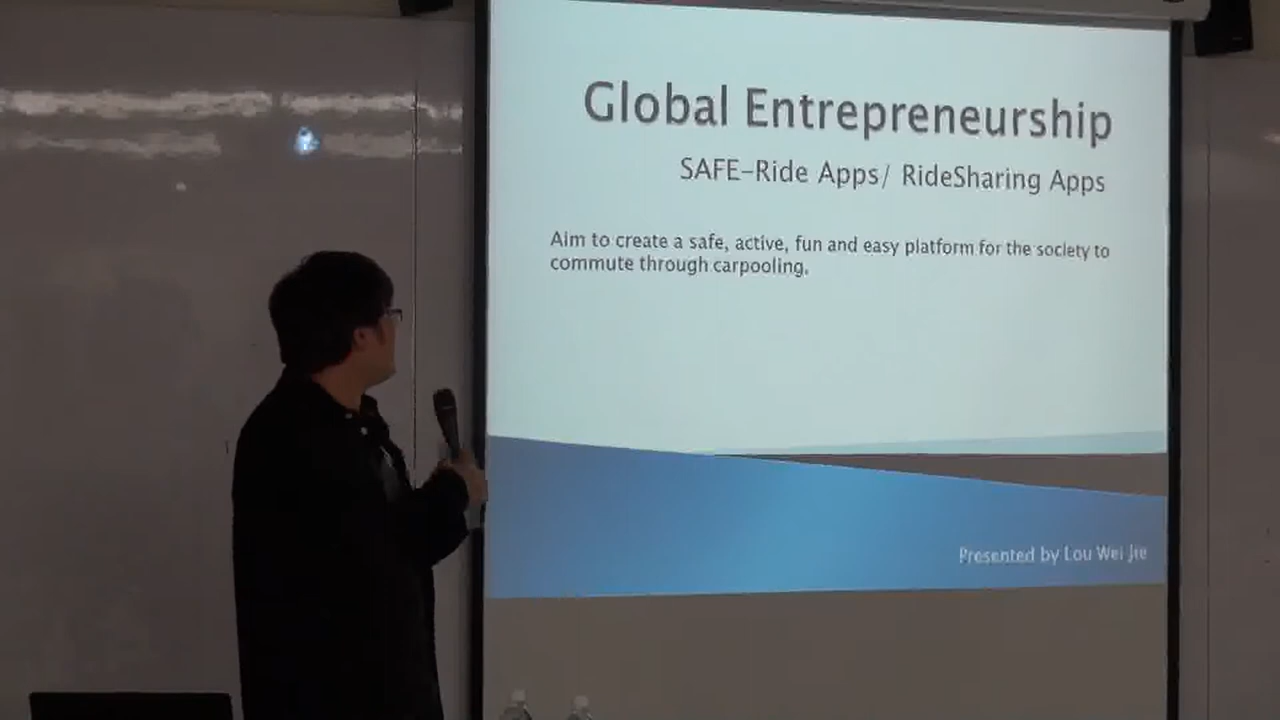 Global Entrepreneurship
SAFE-Ride Apps/ RideSharing Apps
Aim to create a safe, active, fun and easy platform for the society to
commute through carpooling.
Presented by Lou Wei Jie